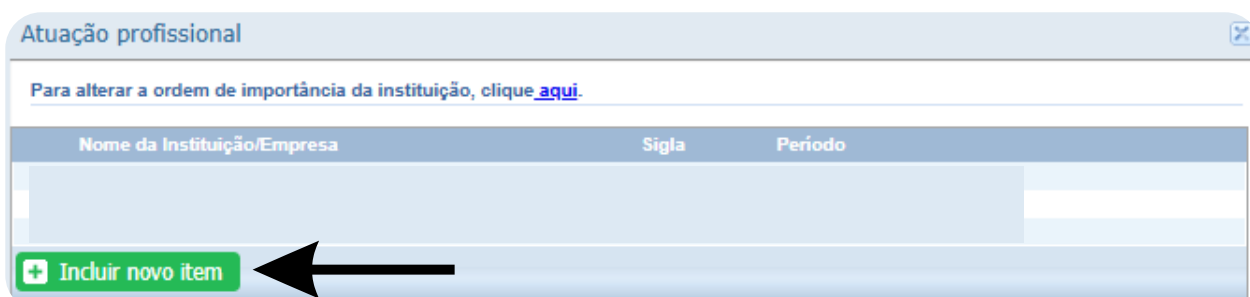 Atuação profissional
Para alterar a ordem de importância da instituição, clique aqui.
Nome da Instituição/Empresa Sigla Período
Incluir novo item